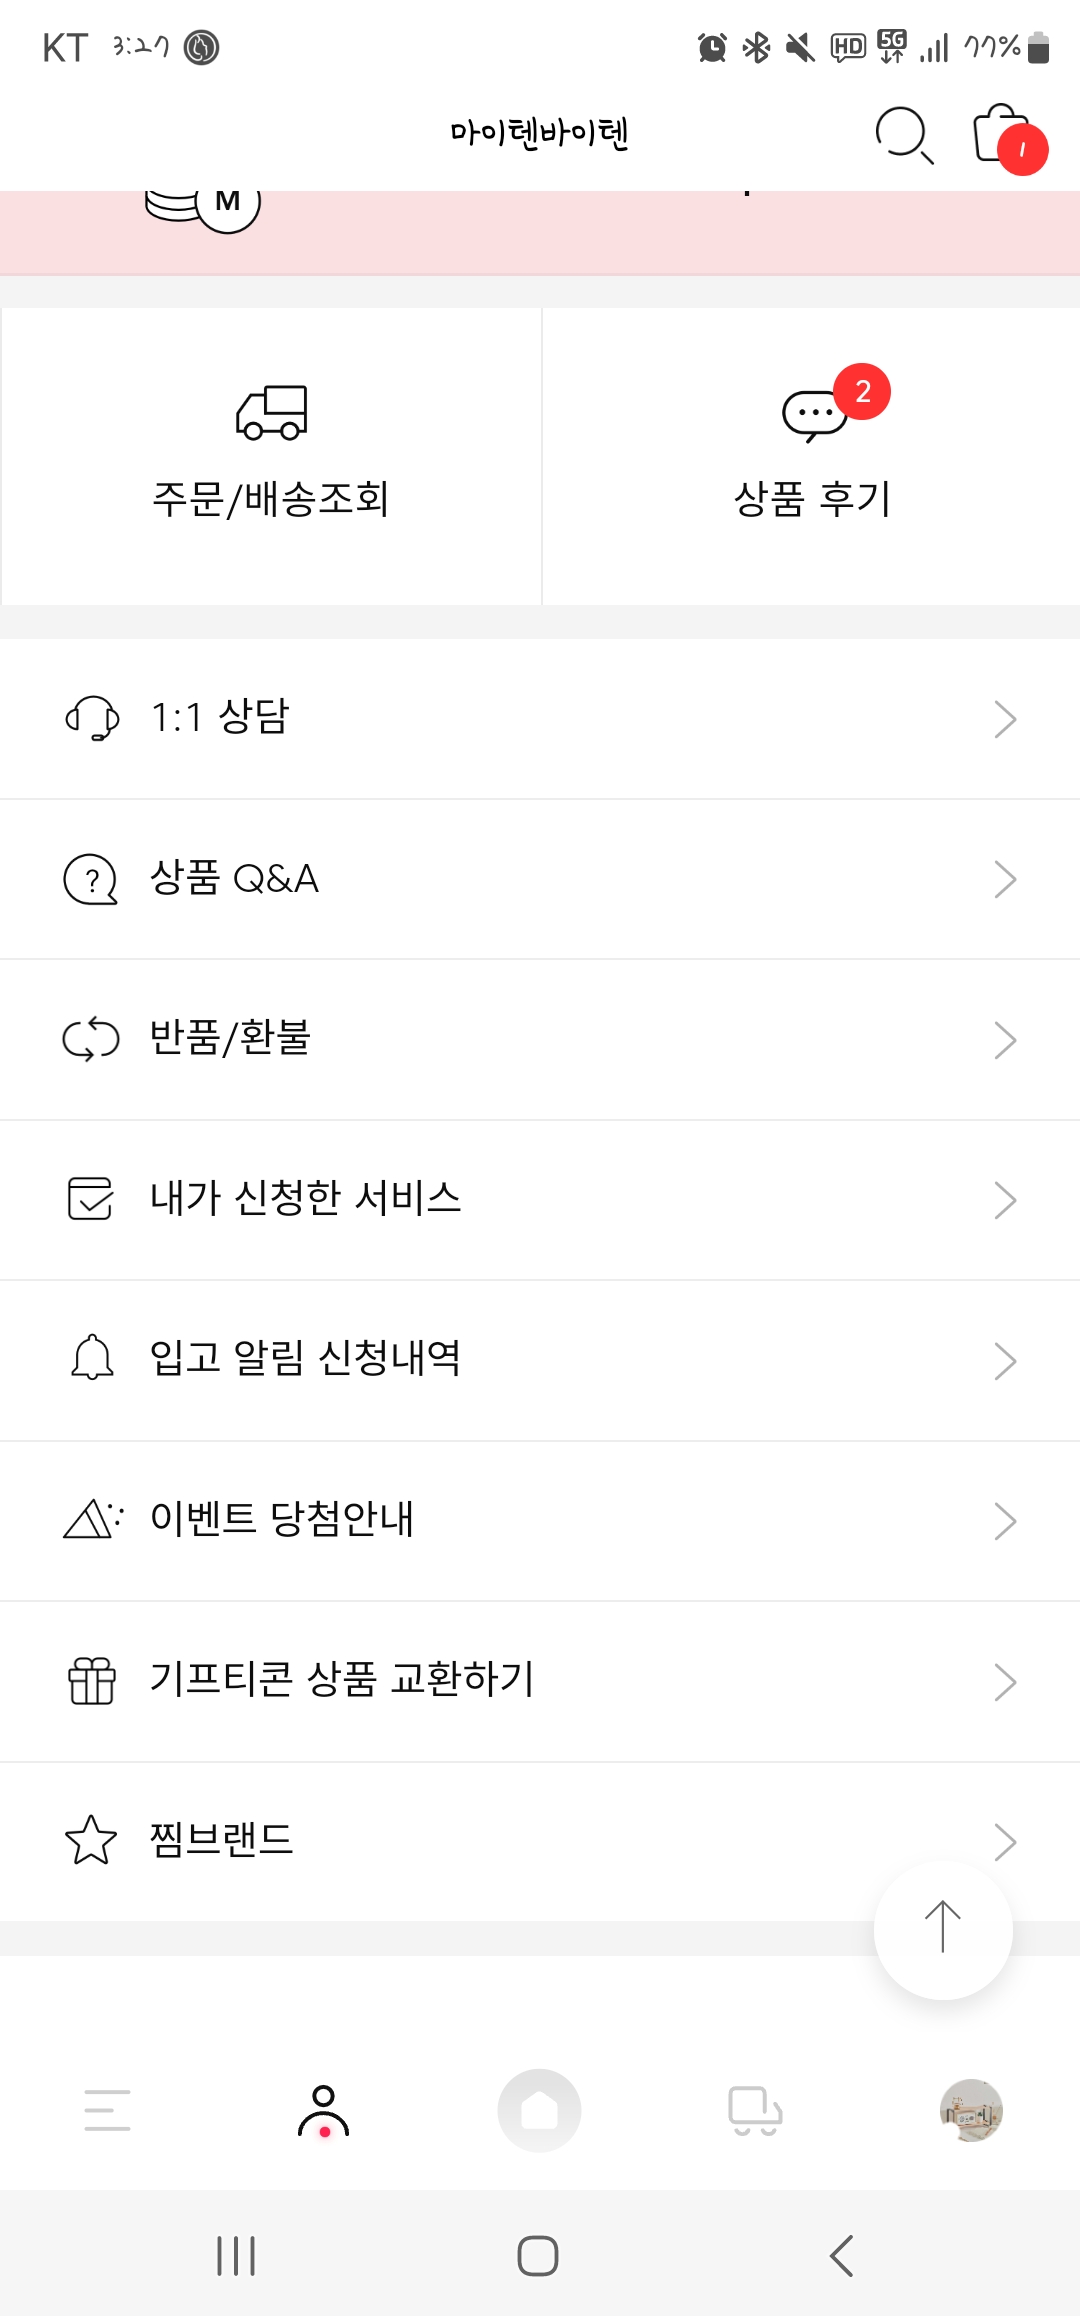 KT 3:27 HD 5G 77%
마이텐바이텐
1
M
주문/배송조회
2
상품 후기
1:1 상담
상품 Q&A
반품/환불
내가 신청한 서비스
입고 알림 신청내역
이벤트 당첨안내
기프티콘 상품 교환하기
찜브랜드